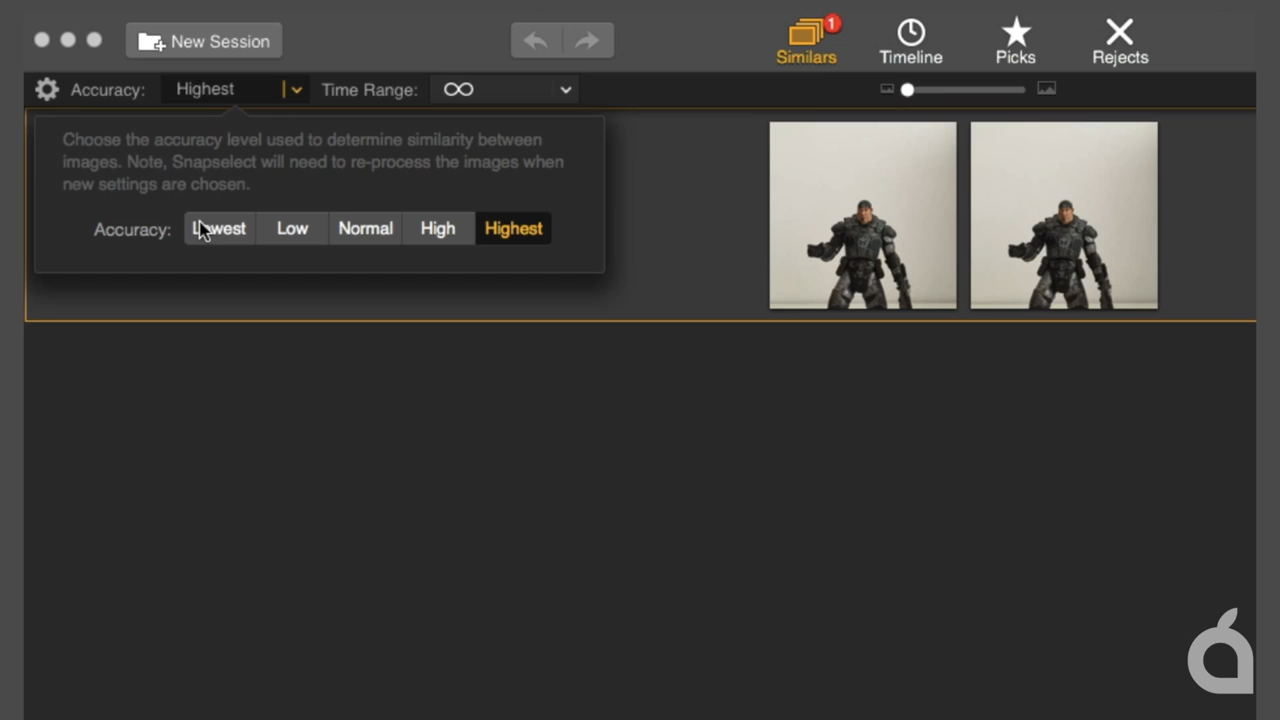 New Session
1
Similars
Timeline
Picks
Rejects
Accuracy:
Highest
Time Range:
∞
Choose the accuracy level used to determine similarity between
images. Note, Snapselect will need to re-process the images when
new settings are chosen.
Accuracy:
Lowest
Low
Normal
High
Highest